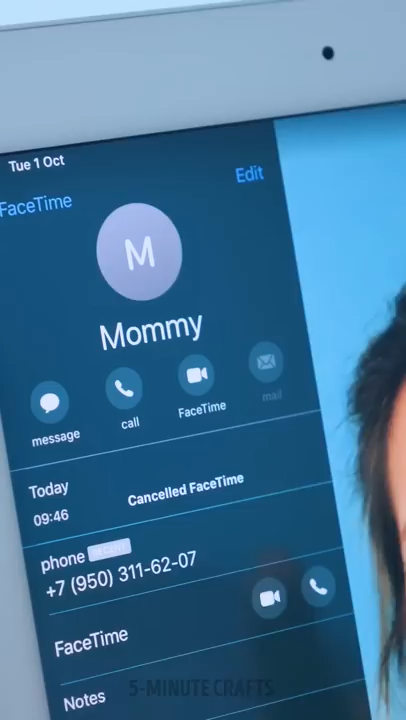 Tue 1 Oct
FaceTime
Edit
M
Mommy
message
call
FaceTime
mail
Today
09:46
Cancelled FaceTime
phone RECENT
+7 (950) 311-62-07
FaceTime
Notes
5-MINUTE CRAFTS